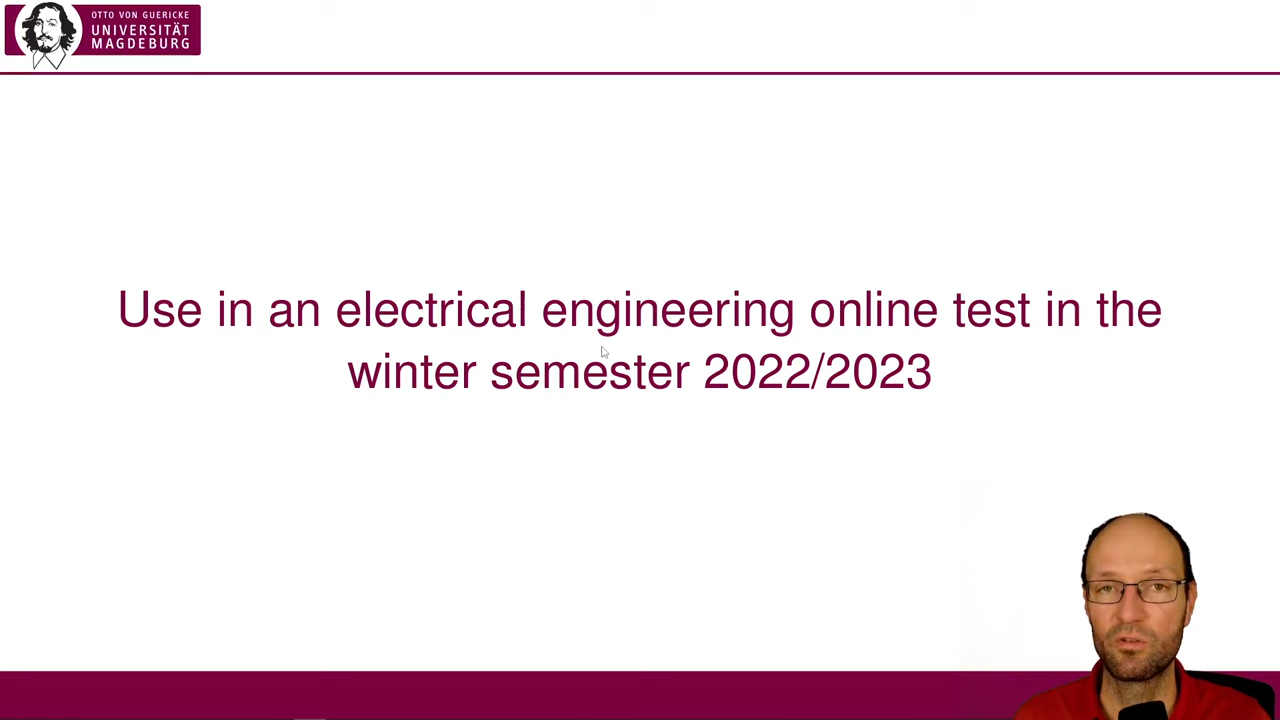 OTTO VON GUERICKE
UNIVERSITÄT
MAGDEBURG
Use in an electrical engineering online test in the
winter semester 2022/2023